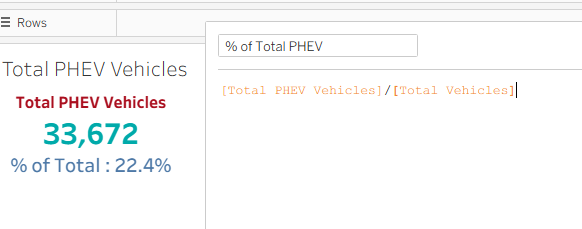 Rows
% of Total PHEV
Total PHEV Vehicles
[Total PHEV Vehicles]/[Total Vehicles]
Total PHEV Vehicles
33,672
% of Total : 22.4%